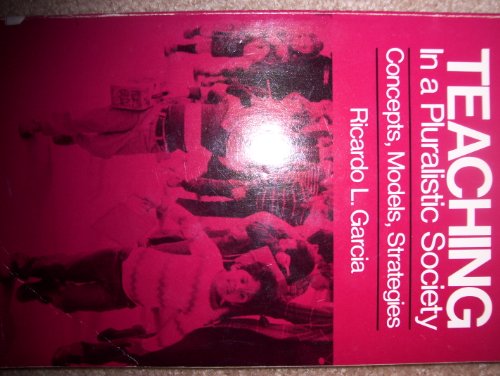 TEACHING
In a Pluralistic Society
Concepts, Models, Strategies
Ricardo L. Garcia